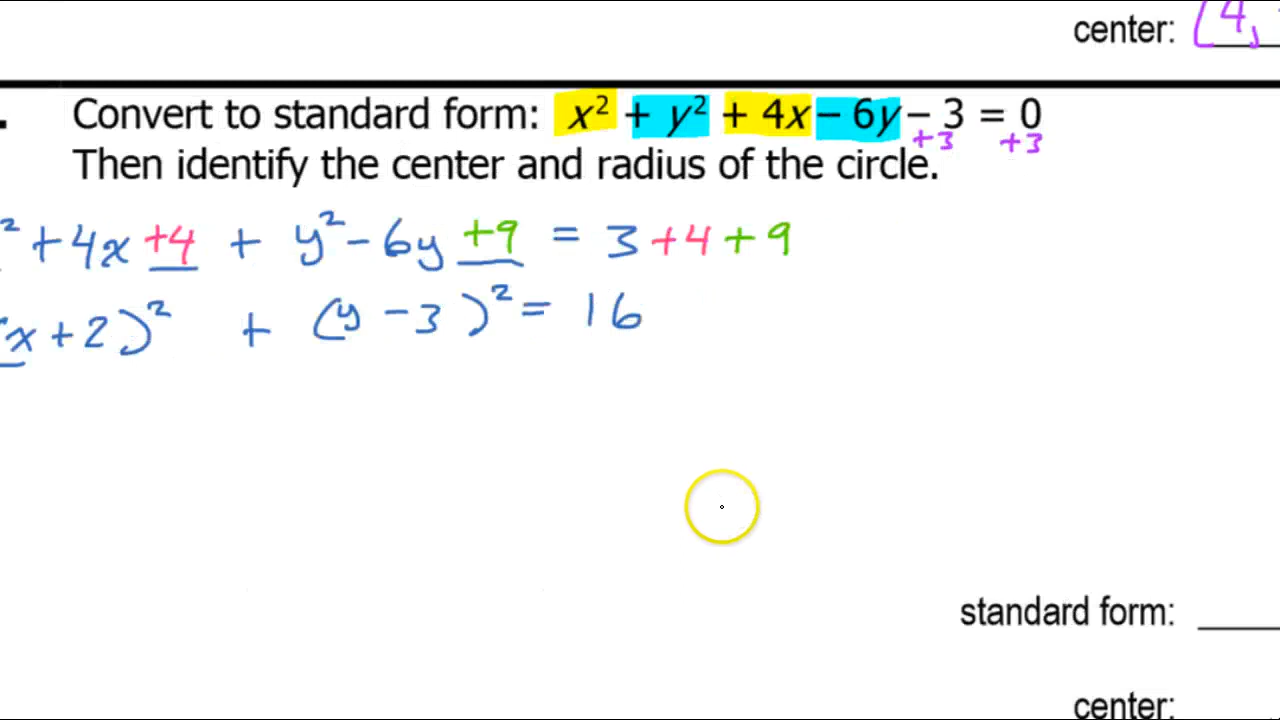 center: (4,
. Convert to standard form: x² + y² + 4x − 6y − 3 = 0
+3 +3
Then identify the center and radius of the circle.
² + 4x +4 + y² − 6y +9 = 3 +4 +9
(x + 2)² + (y − 3)² = 16
standard form:
center: